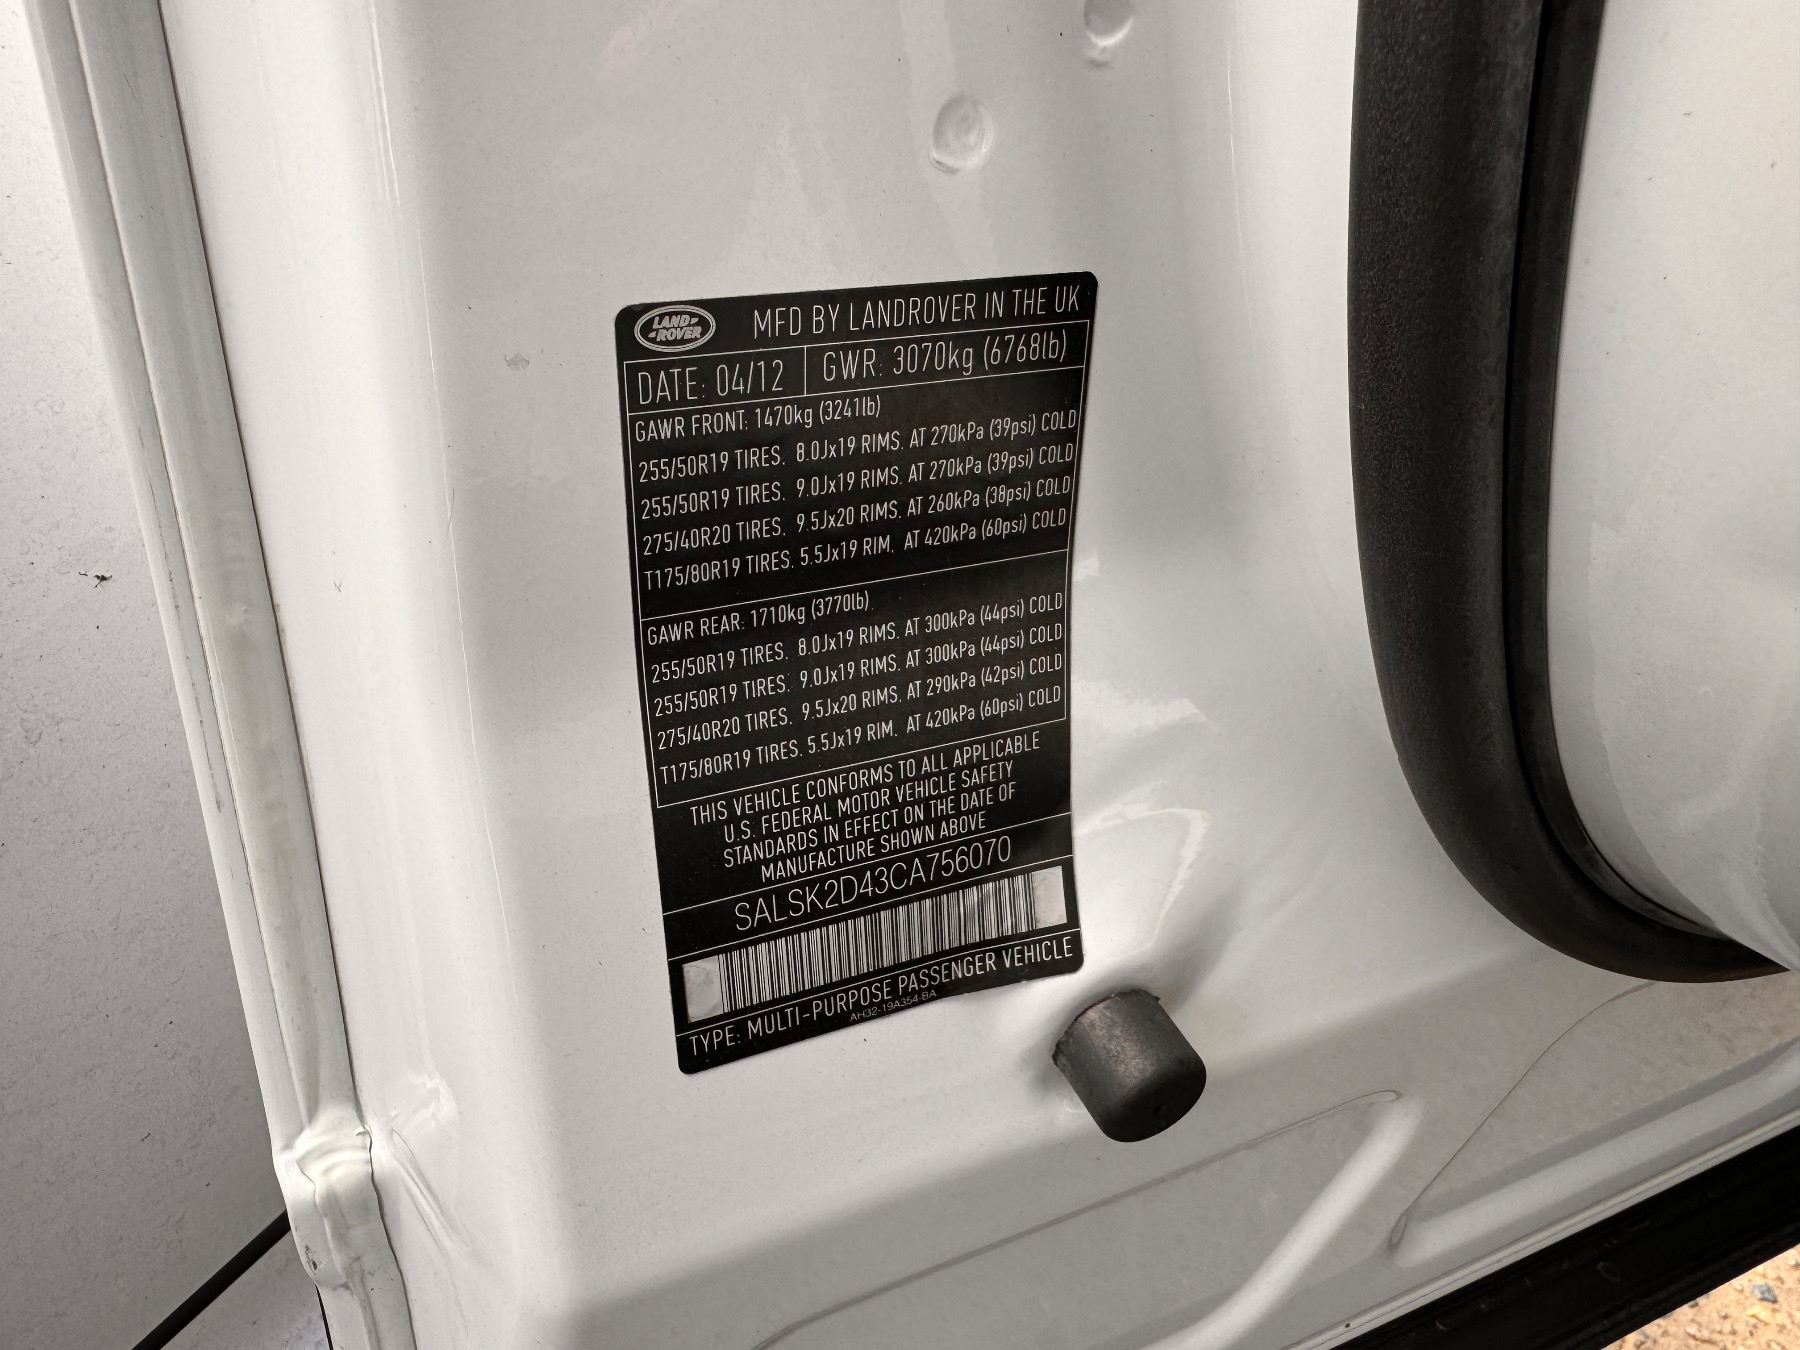 LAND-
-ROVER
MFD BY LANDROVER IN THE UK
DATE: 04/12 GWR: 3070kg (6768lb)
GAWR FRONT: 1470kg (3241lb)
255/50R19 TIRES. 8.0Jx19 RIMS. AT 270kPa (39psi) COLD
255/50R19 TIRES. 9.0Jx19 RIMS. AT 270kPa (39psi) COLD
275/40R20 TIRES. 9.5Jx20 RIMS. AT 260kPa (38psi) COLD
T175/80R19 TIRES. 5.5Jx19 RIM. AT 420kPa (60psi) COLD
GAWR REAR: 1710kg (3770lb)
255/50R19 TIRES. 8.0Jx19 RIMS. AT 300kPa (44psi) COLD
255/50R19 TIRES. 9.0Jx19 RIMS. AT 300kPa (44psi) COLD
275/40R20 TIRES. 9.5Jx20 RIMS. AT 290kPa (42psi) COLD
T175/80R19 TIRES. 5.5Jx19 RIM. AT 420kPa (60psi) COLD
THIS VEHICLE CONFORMS TO ALL APPLICABLE
U.S. FEDERAL MOTOR VEHICLE SAFETY
STANDARDS IN EFFECT ON THE DATE OF
MANUFACTURE SHOWN ABOVE
SALSK2D43CA756070
TYPE: MULTI-PURPOSE PASSENGER VEHICLE
AH32-19A354-BA